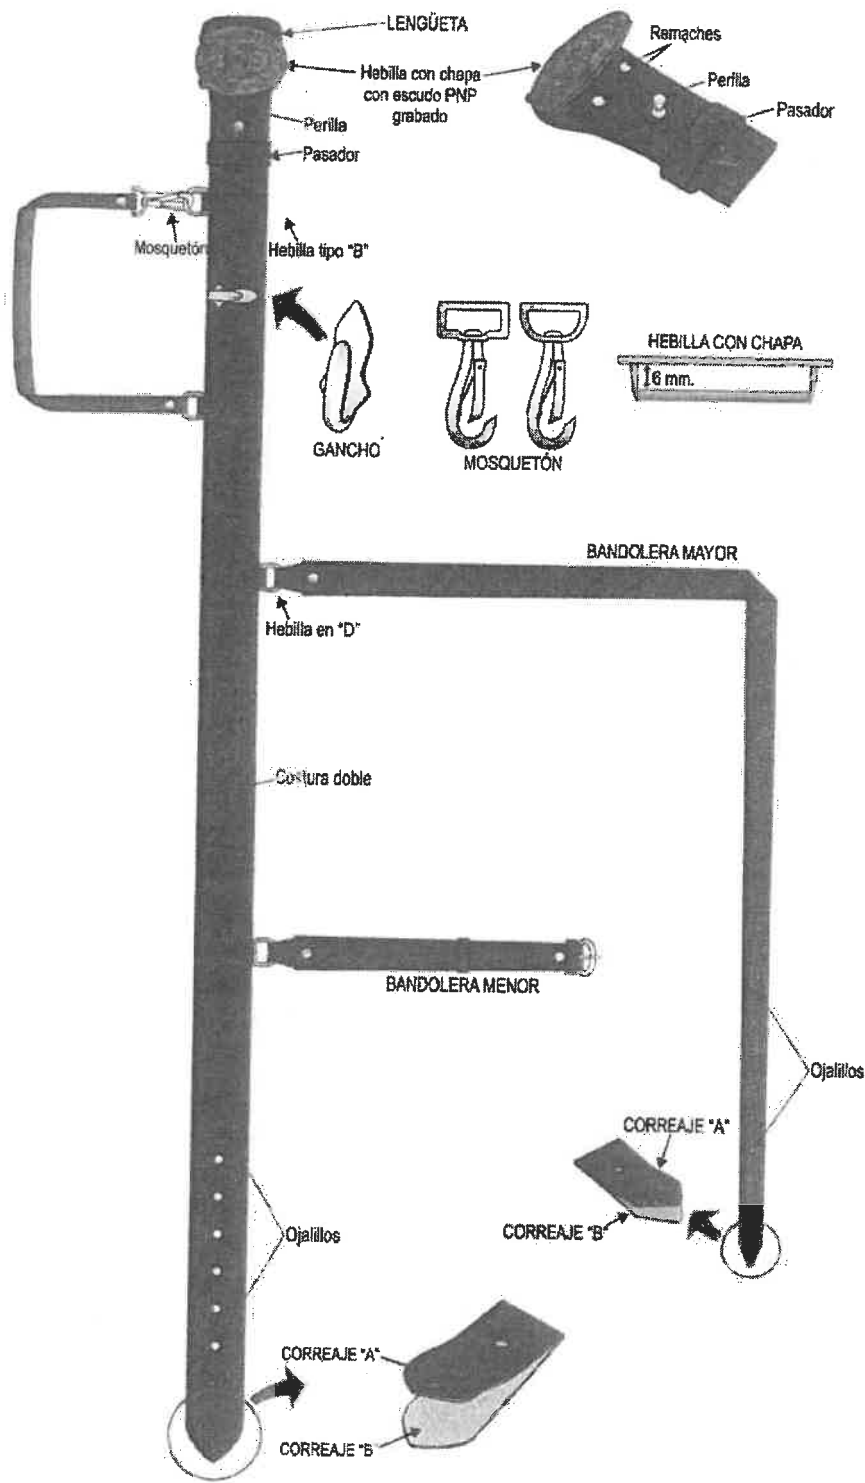 LENGÜETA
Hebilla con chapa
con escudo PNP
grabado
Remaches
Perilla
Pasador
Perilla
Pasador
Mosquetón
Hebilla tipo "B"
GANCHO
MOSQUETÓN
HEBILLA CON CHAPA
6 mm.
BANDOLERA MAYOR
Hebilla en "D"
Costura doble
BANDOLERA MENOR
Ojalillos
CORREAJE "A"
CORREAJE "B"
Ojalillos
CORREAJE "A"
CORREAJE "B